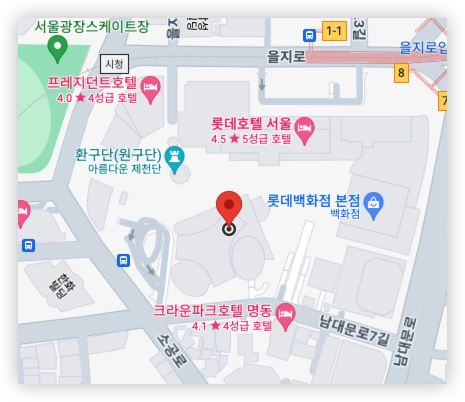 서울광장스케이트장
1-1
을지로
을지로입
시청
8
7
프레지던트호텔
4.0 ★ 4성급 호텔
롯데호텔 서울
4.5 ★ 5성급 호텔
환구단(원구단)
아름다운 제천단
롯데백화점 본점
백화점
한화
빌딩
크라운파크호텔 명동
4.1 ★ 4성급 호텔
남대문로7길
소공로
남대문로